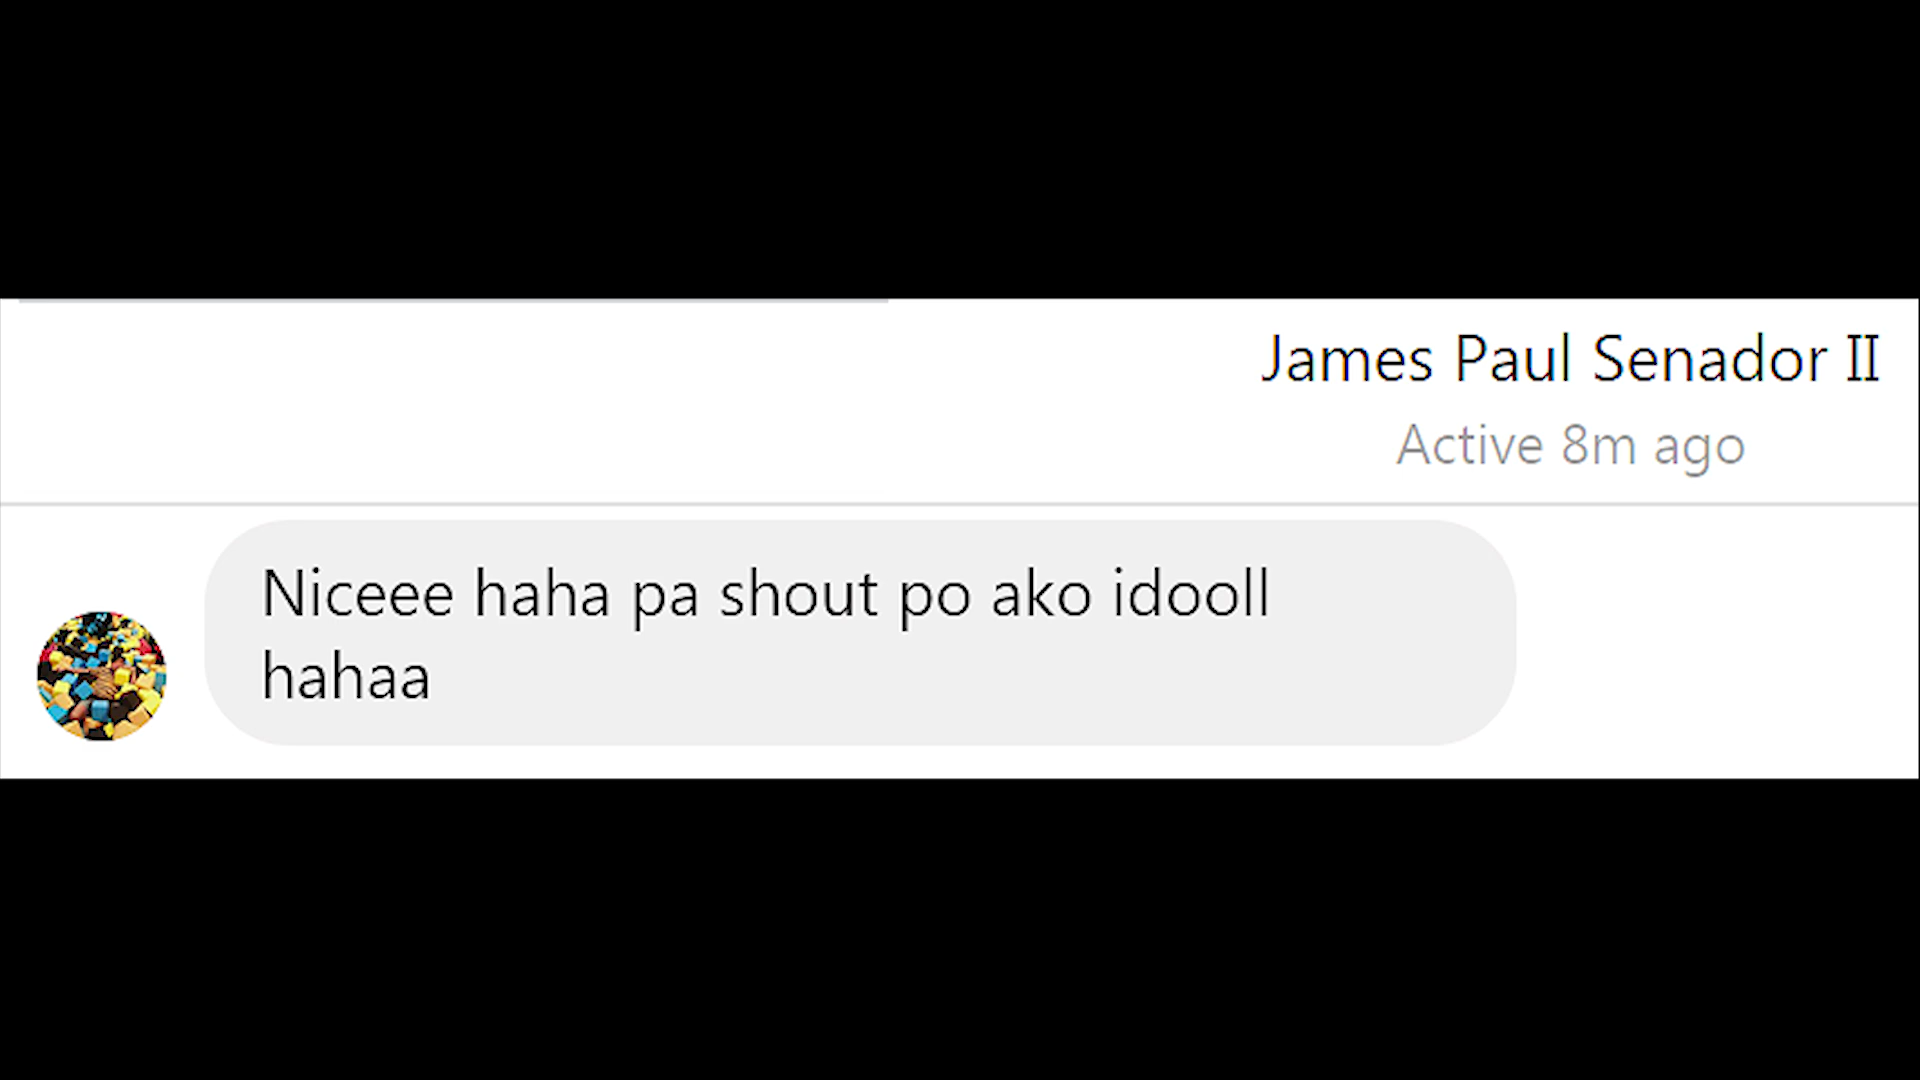 James Paul Senador II
Active 8m ago
Niceee haha pa shout po ako idooll
hahaa